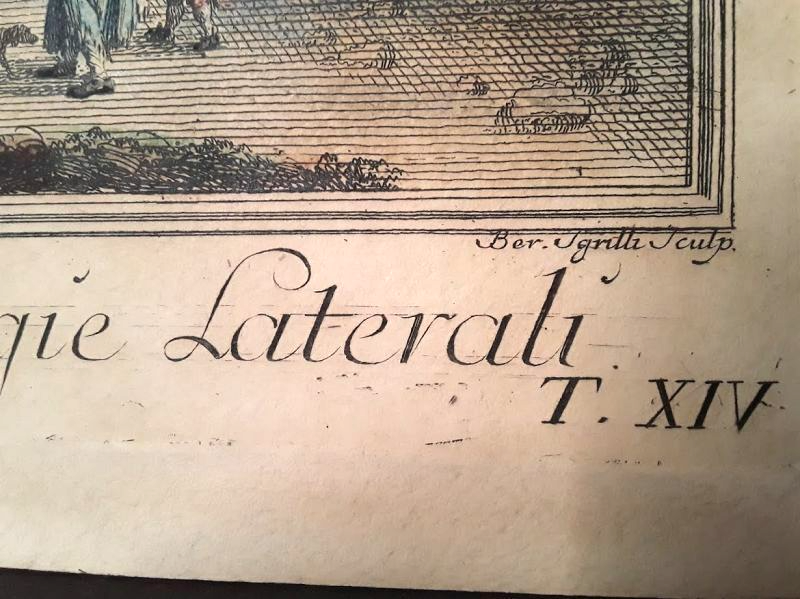 Ber. Sgrilli Sculp.
gie Laterali
T. XIV